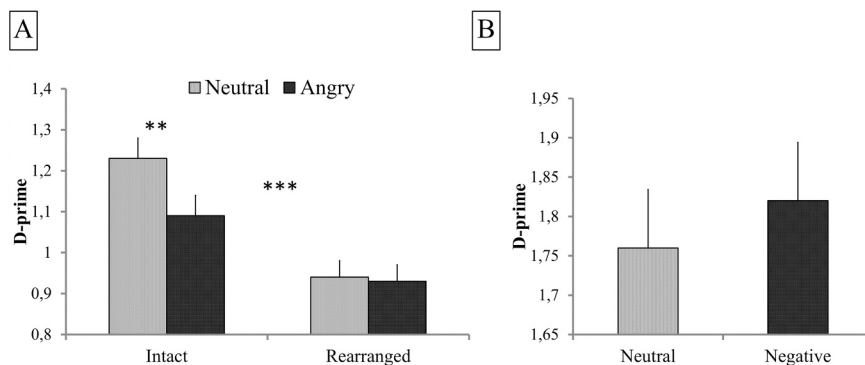 A
D-prime
1,4
1,3
1,2
1,1
1
0,9
0,8
Neutral Angry
**
***
Intact Rearranged
B
D-prime
1,95
1,9
1,85
1,8
1,75
1,7
1,65
Neutral Negative